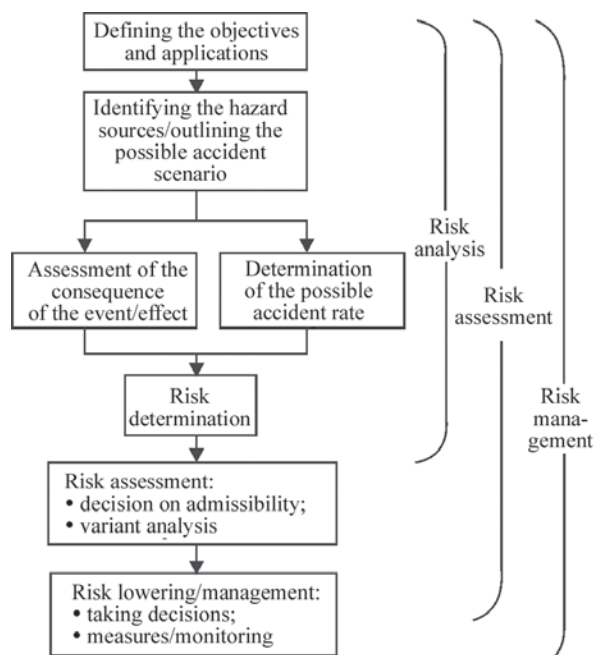 Defining the objectives
and applications
Identifying the hazard
sources/outlining the
possible accident
scenario
Assessment of the
consequence
of the event/effect
Determination
of the possible
accident rate
Risk
determination
Risk assessment:
• decision on admissibility;
• variant analysis
Risk lowering/management:
• taking decisions;
• measures/monitoring
Risk
analysis
Risk
assessment
Risk
mana-
gement